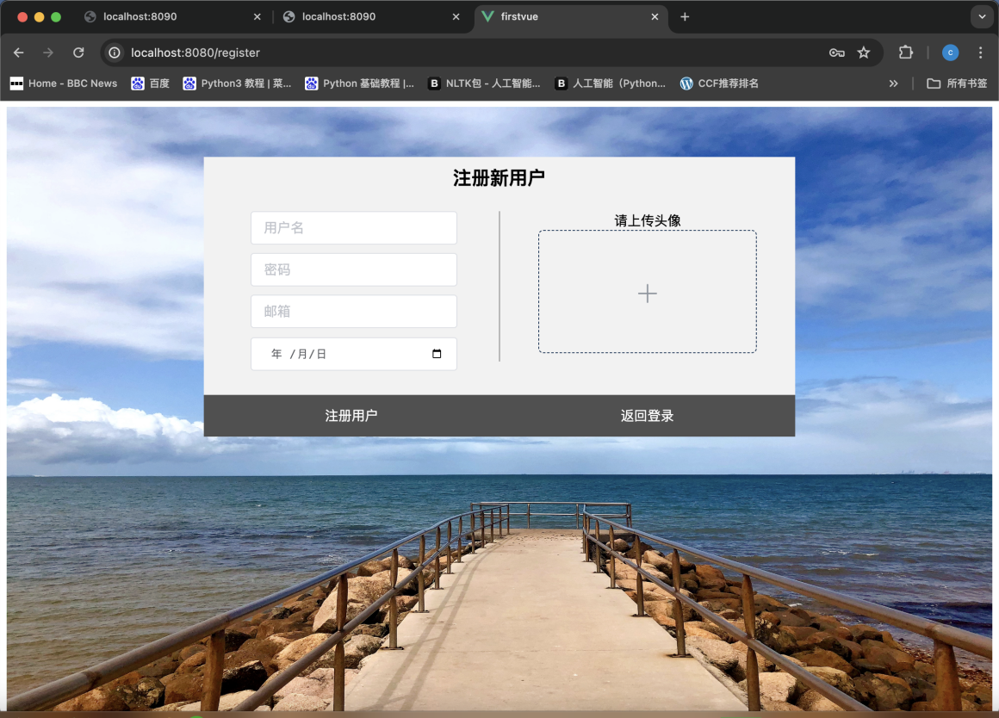 localhost:8090
localhost:8090
firstvue
localhost:8080/register
C
Home - BBC News
百度
Python3 教程 | 菜...
Python 基础教程 |...
B NLTK包 - 人工智能...
B 人工智能（Python...
CCF推荐排名
所有书签
注册新用户
用户名
密码
邮箱
年 /月/日
请上传头像
注册用户
返回登录